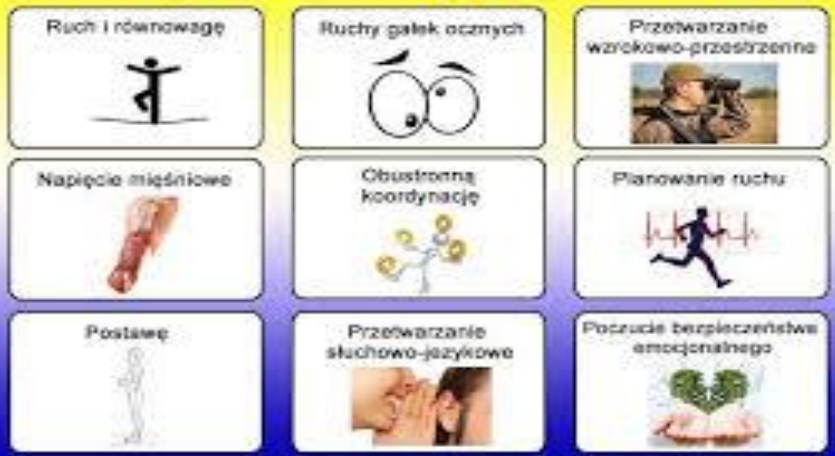 Ruch i równowagę
Ruchy gałek ocznych
Przetwarzanie
wzrokowo-przestrzenne
Napięcie mięśniowe
Obustronną
koordynację
Planowanie ruchu
Postawę
Przetwarzanie
słuchowo-językowe
Poczucie bezpieczeństwa
emocjonalnego